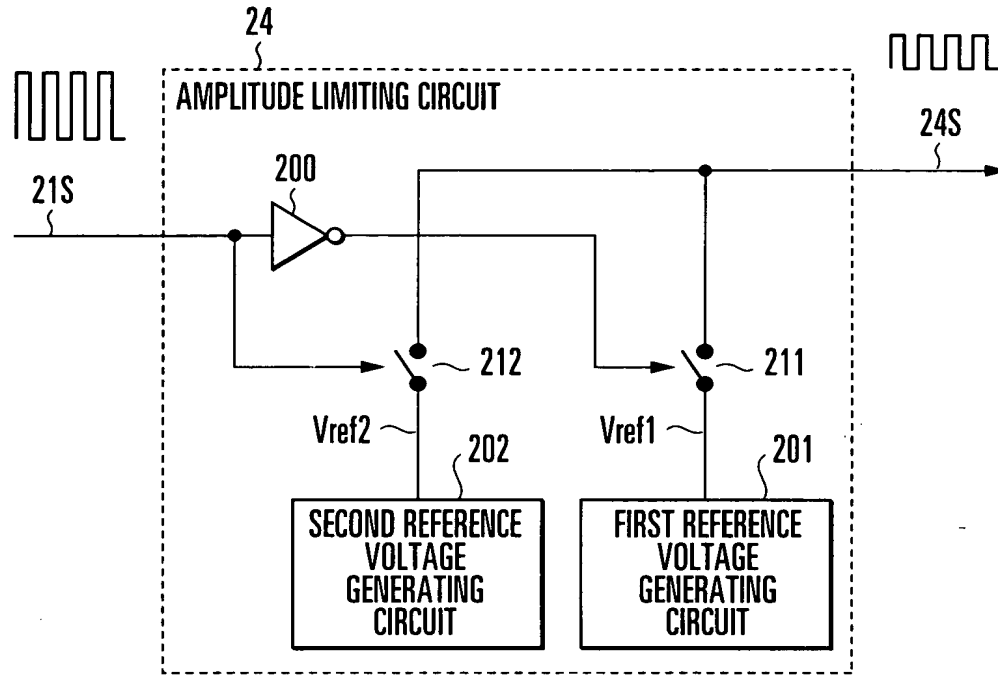 24
AMPLITUDE LIMITING CIRCUIT
21S
200
24S
212
211
Vref2
Vref1
202
201
SECOND REFERENCE
VOLTAGE
GENERATING
CIRCUIT
FIRST REFERENCE
VOLTAGE
GENERATING
CIRCUIT